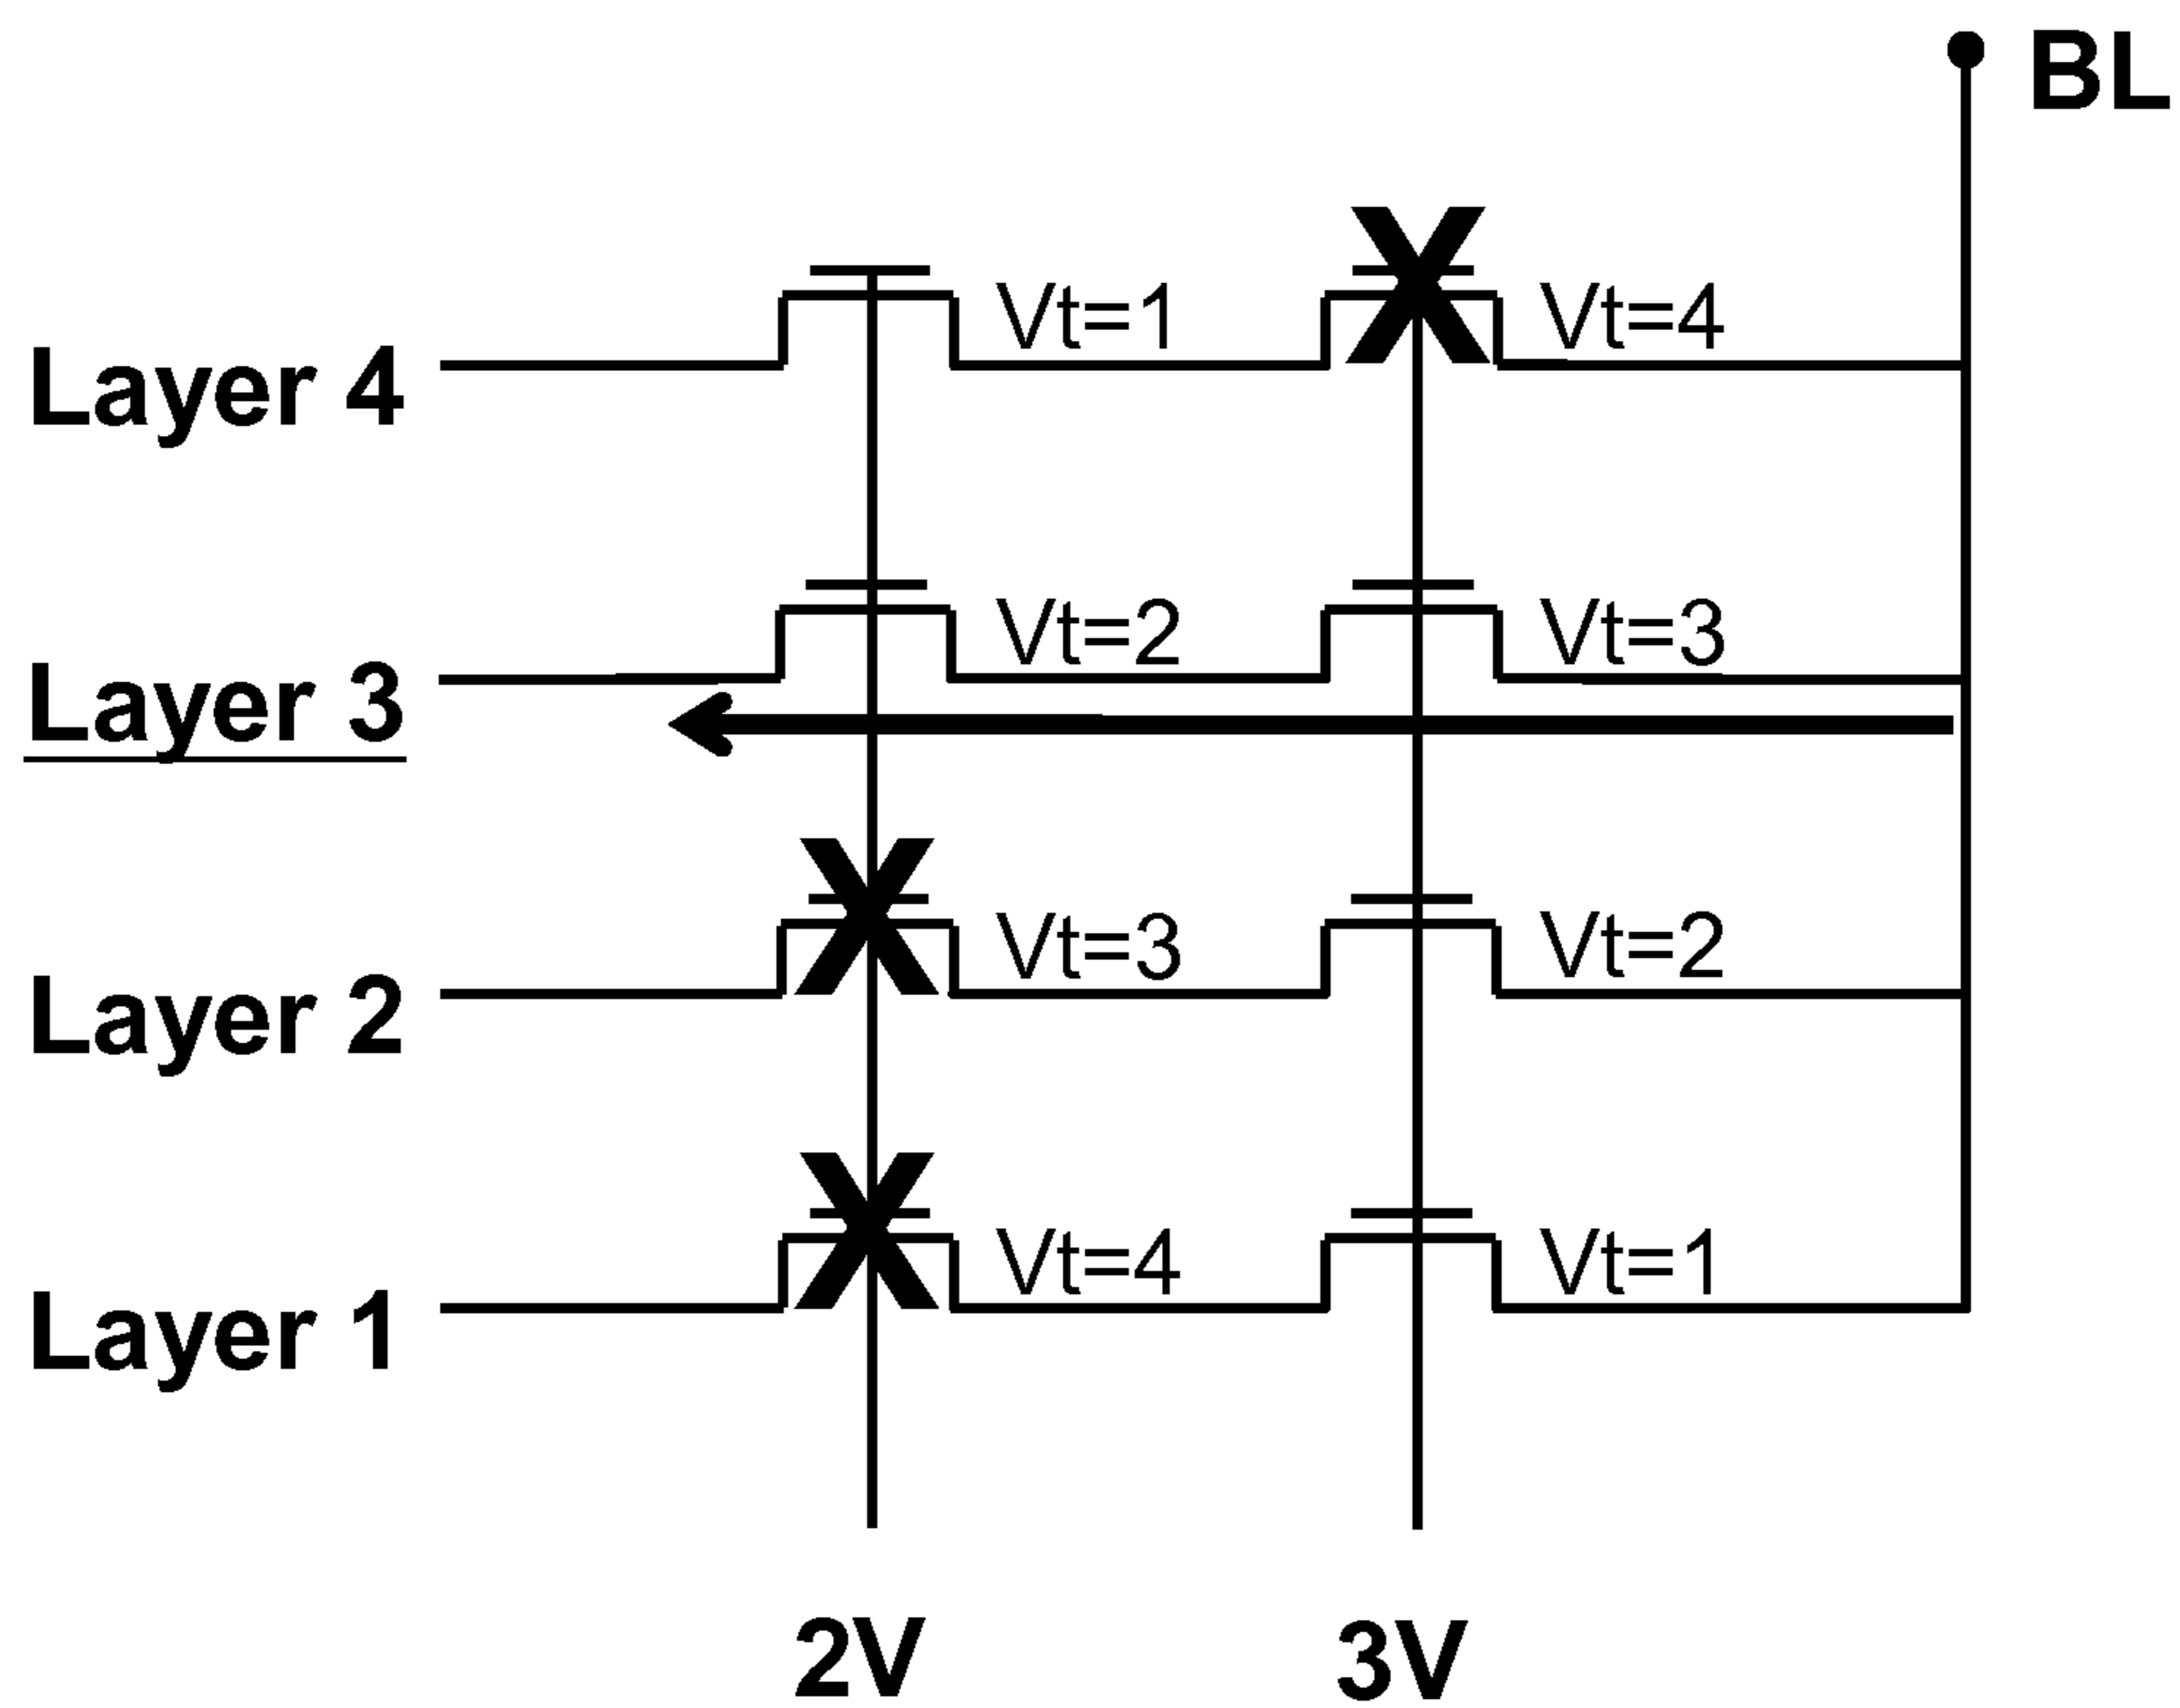 BL
Vt=1 Vt=4
Layer 4
Vt=2 Vt=3
Layer 3
Vt=3 Vt=2
Layer 2
Vt=4 Vt=1
Layer 1
2V 3V